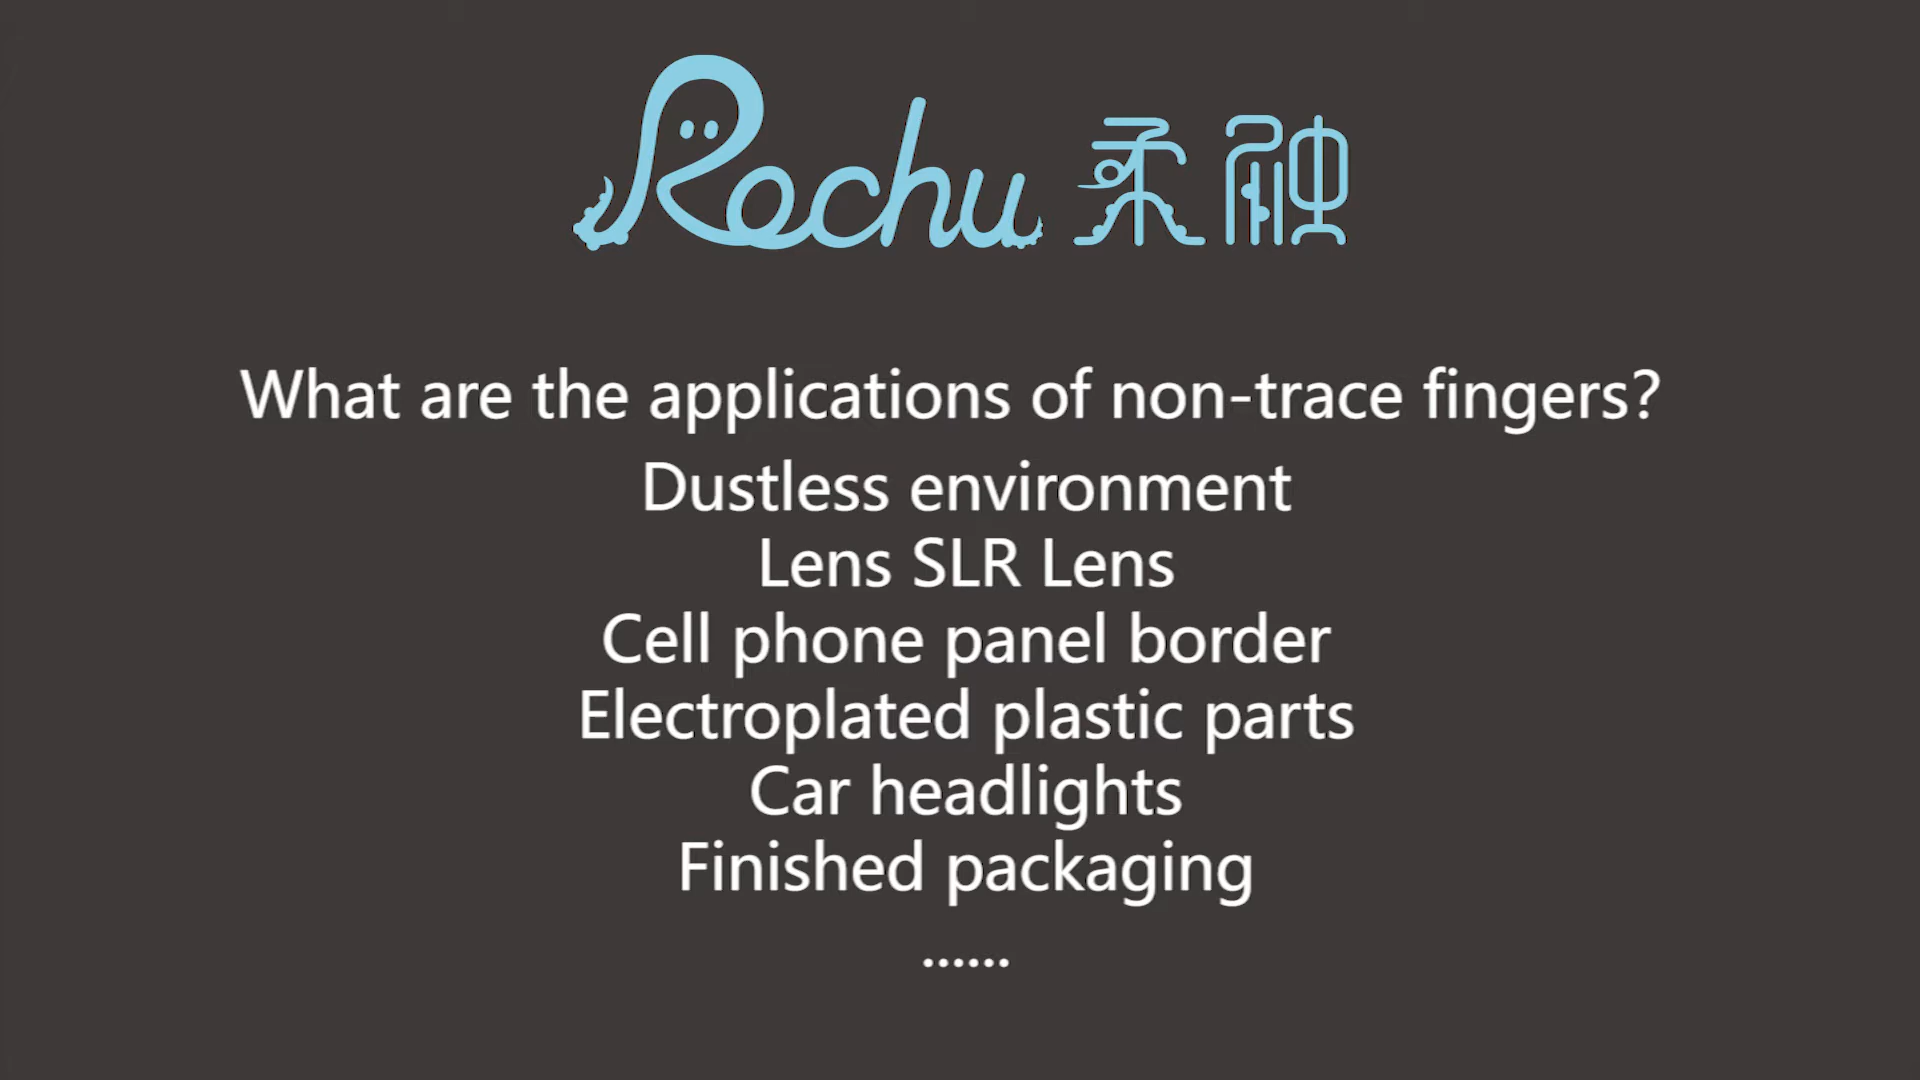 Rochu 柔触
What are the applications of non-trace fingers?
Dustless environment
Lens SLR Lens
Cell phone panel border
Electroplated plastic parts
Car headlights
Finished packaging
......